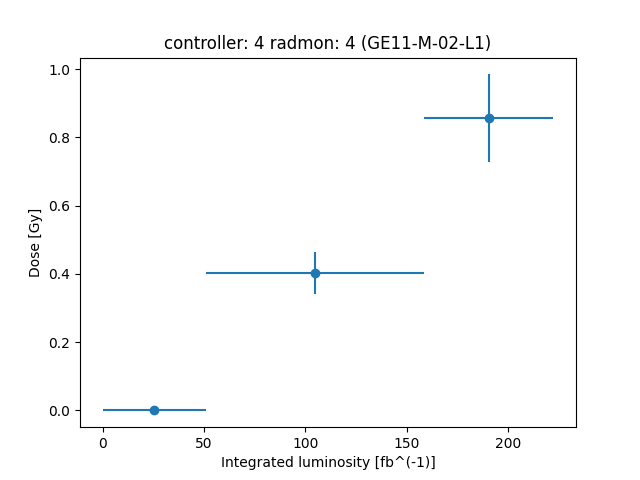 controller: 4 radmon: 4 (GE11-M-02-L1)
1.0
0.8
0.6
0.4
0.2
0.0
Dose [Gy]
0 50 100 150 200
Integrated luminosity [fb^(-1)]